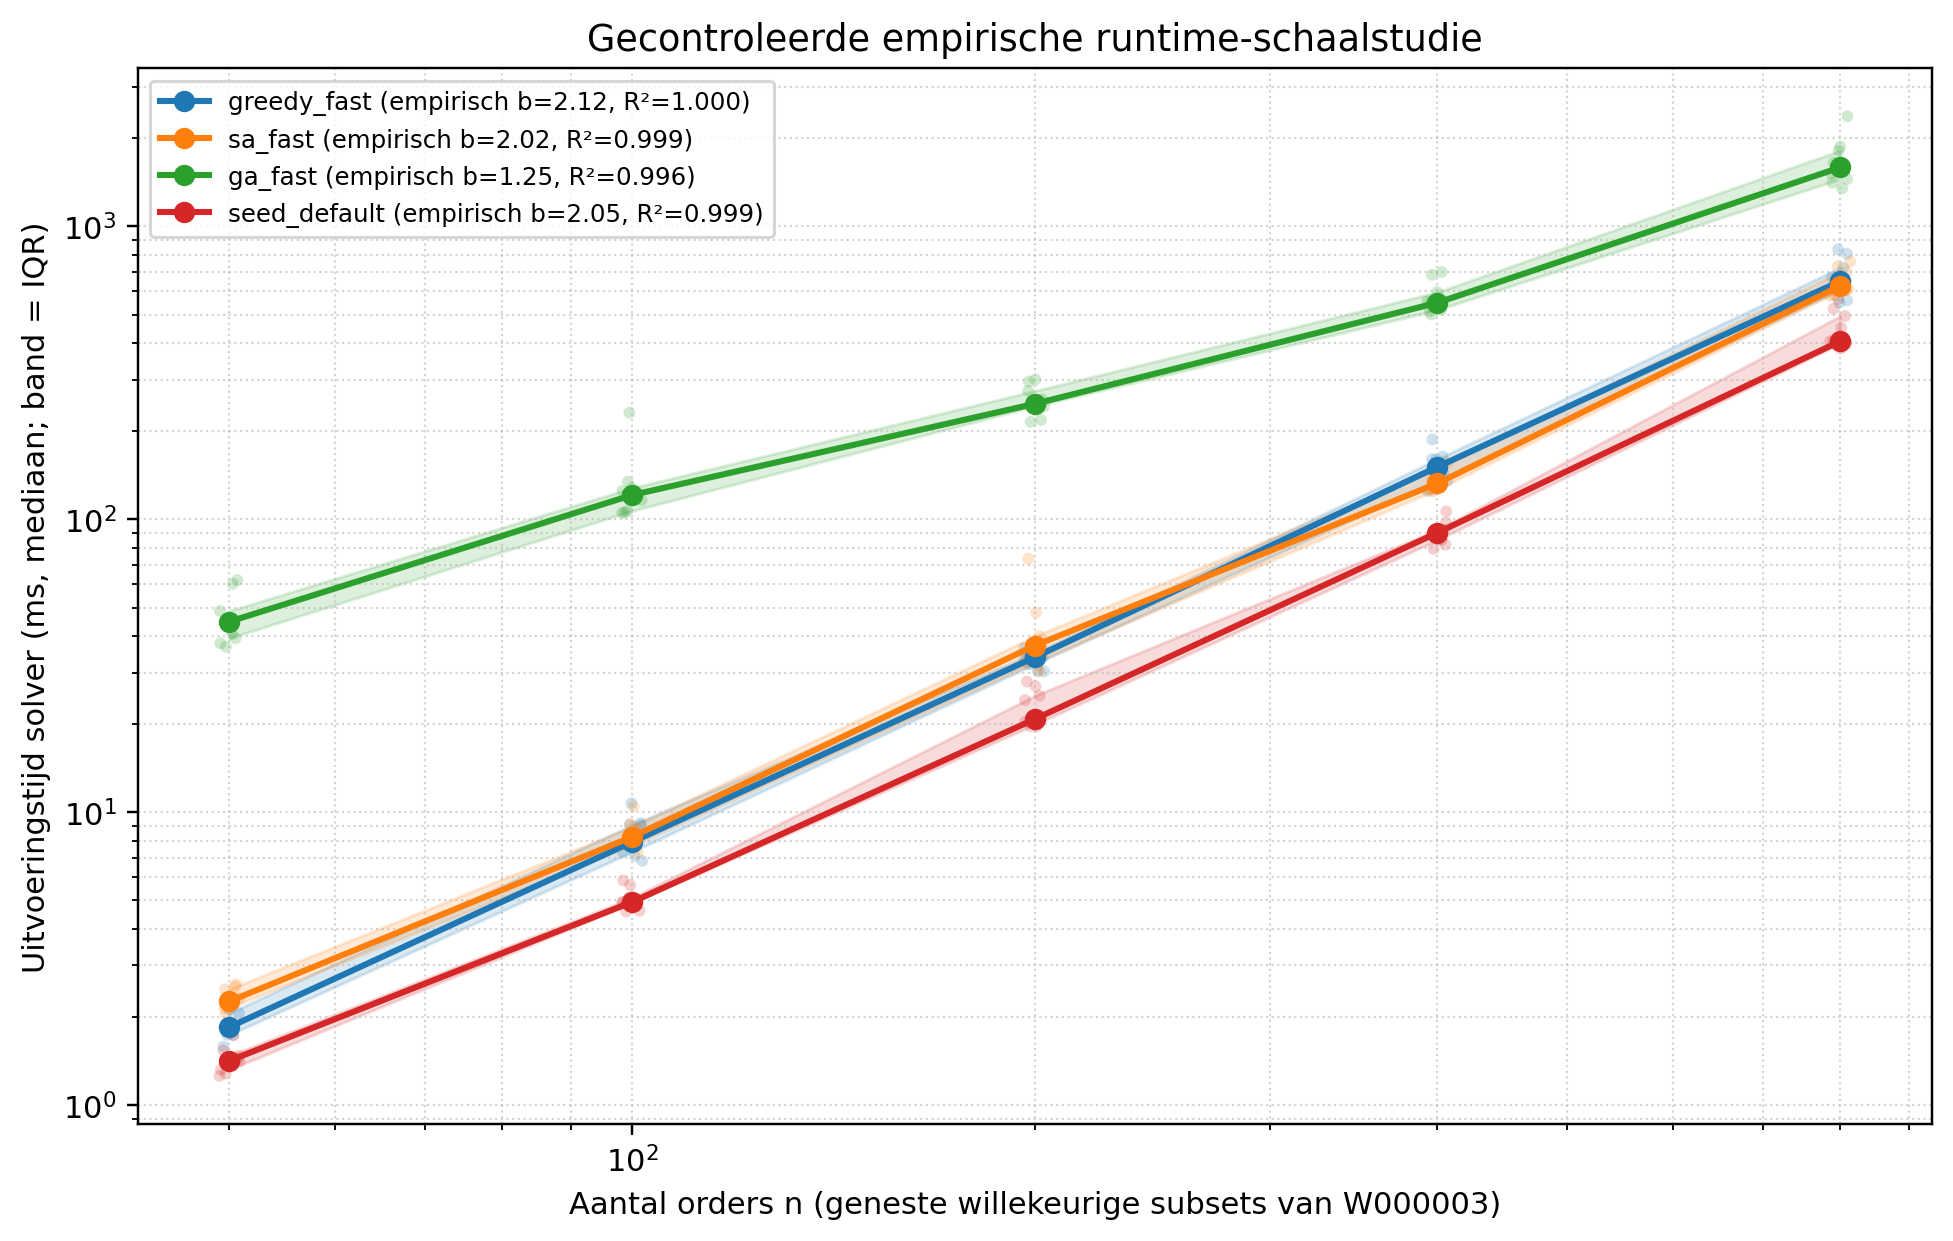 Gecontroleerde empirische runtime-schaalstudie
greedy_fast (empirisch b=2.12, R²=1.000)
sa_fast (empirisch b=2.02, R²=0.999)
ga_fast (empirisch b=1.25, R²=0.996)
seed_default (empirisch b=2.05, R²=0.999)
Uitvoeringstijd solver (ms, mediaan; band = IQR)
10³
10²
10¹
10⁰
10²
Aantal orders n (geneste willekeurige subsets van W000003)